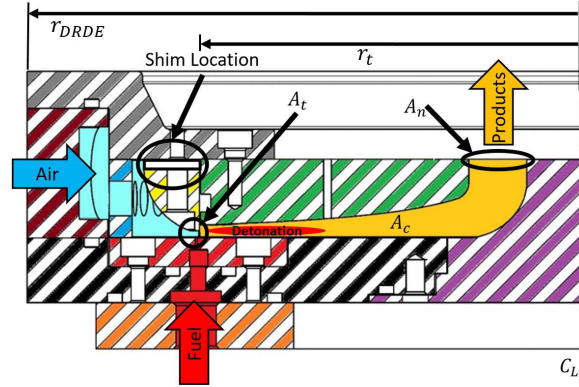 r_DRDE
r_t
Shim Location
A_t
A_n
Products
Air
A_c
Detonation
Fuel
C_L